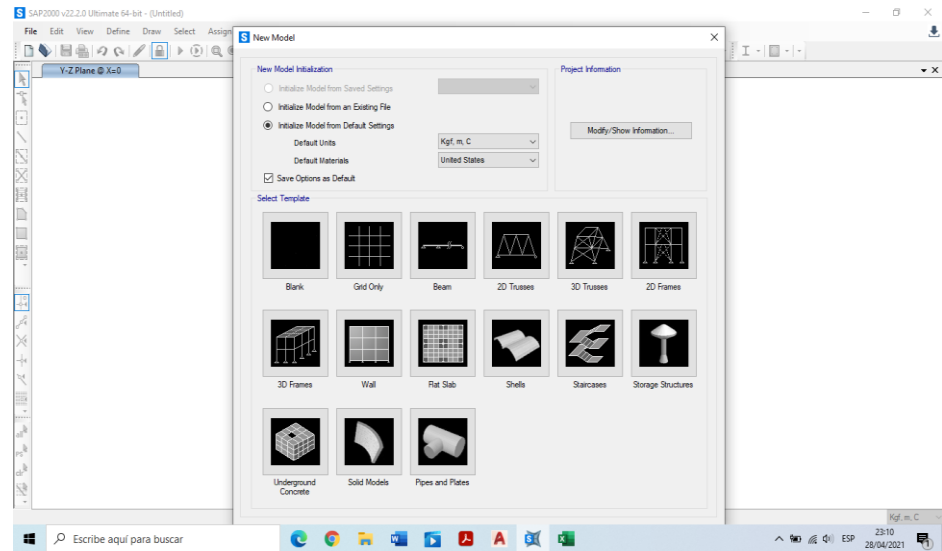 SAP2000 v22.2.0 Ultimate 64-bit - (Untitled)
File Edit View Define Draw Select Assign
Y-Z Plane @ X=0
New Model
New Model Initialization
Initialize Model from Saved Settings
Initialize Model from an Existing File
Initialize Model from Default Settings
Default Units
Kgf, m, C
Default Materials
United States
Save Options as Default
Project Information
Modify/Show Information...
Select Template
Blank
Grid Only
Beam
2D Trusses
3D Trusses
2D Frames
3D Frames
Wall
Flat Slab
Shells
Staircases
Storage Structures
Underground
Concrete
Solid Models
Pipes and Plates
Kgf, m, C
Escribe aquí para buscar
ESP
23:10
28/04/2021